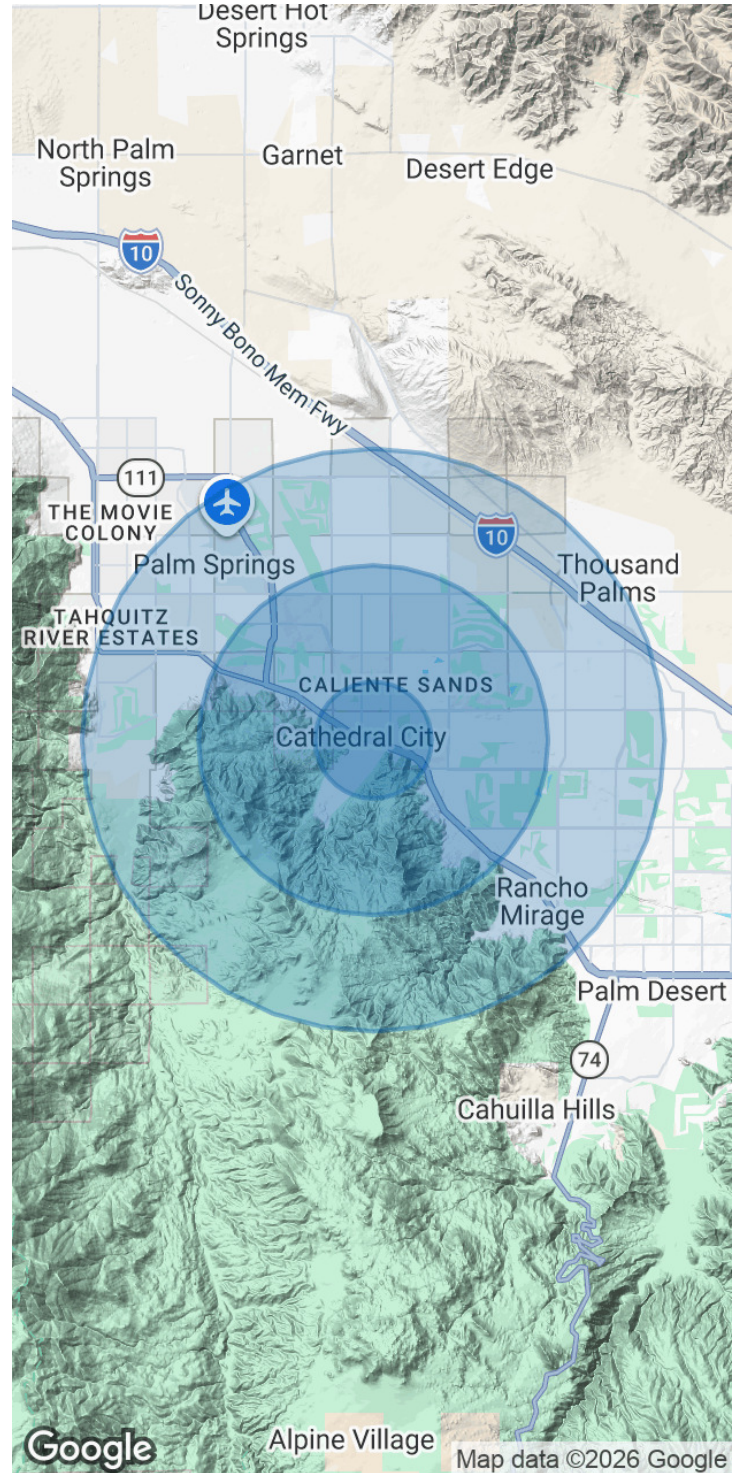 Desert Hot
Springs
North Palm
Springs
Garnet
Desert Edge
10
Sonny Bono Mem Fwy
111
THE MOVIE
COLONY
10
Palm Springs
Thousand
Palms
TAHQUITZ
RIVER ESTATES
CALIENTE SANDS
Cathedral City
Rancho
Mirage
Palm Desert
74
Cahuilla Hills
Alpine Village
Google
Map data ©2026 Google